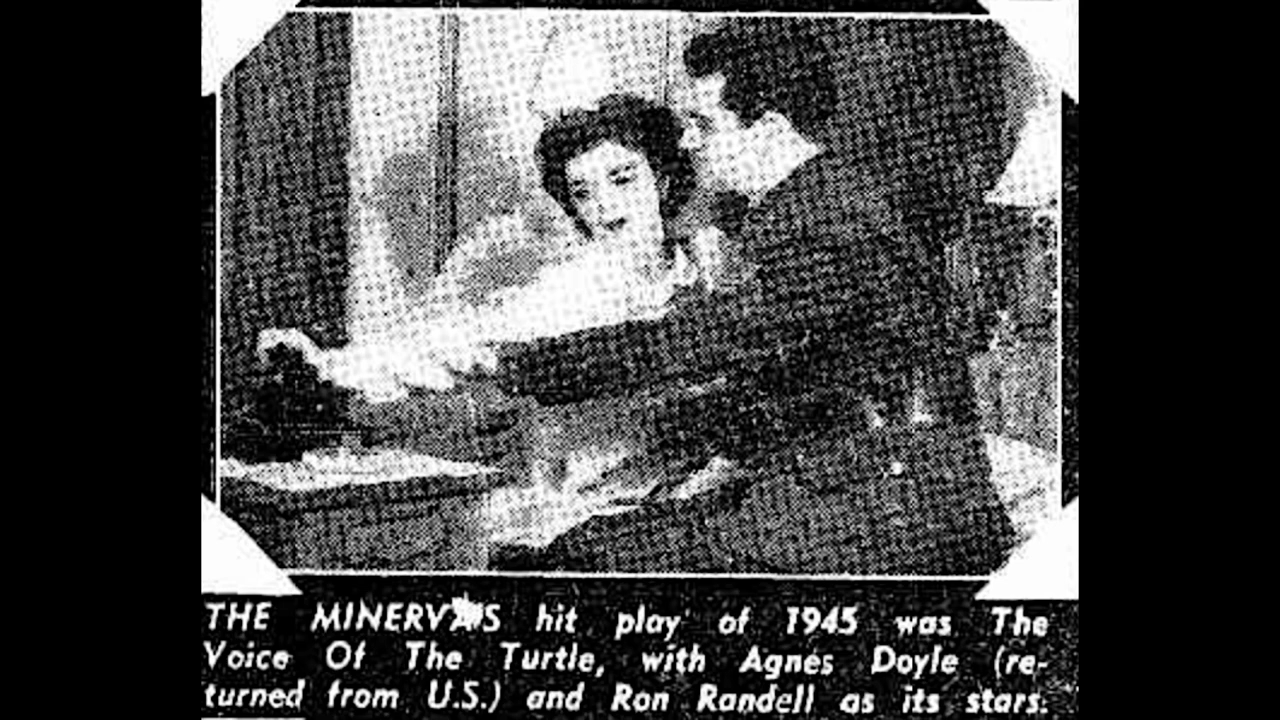 THE MINERVA'S hit play of 1945 was The
Voice Of The Turtle, with Agnes Doyle (re-
turned from U.S.) and Ron Randell as its stars.